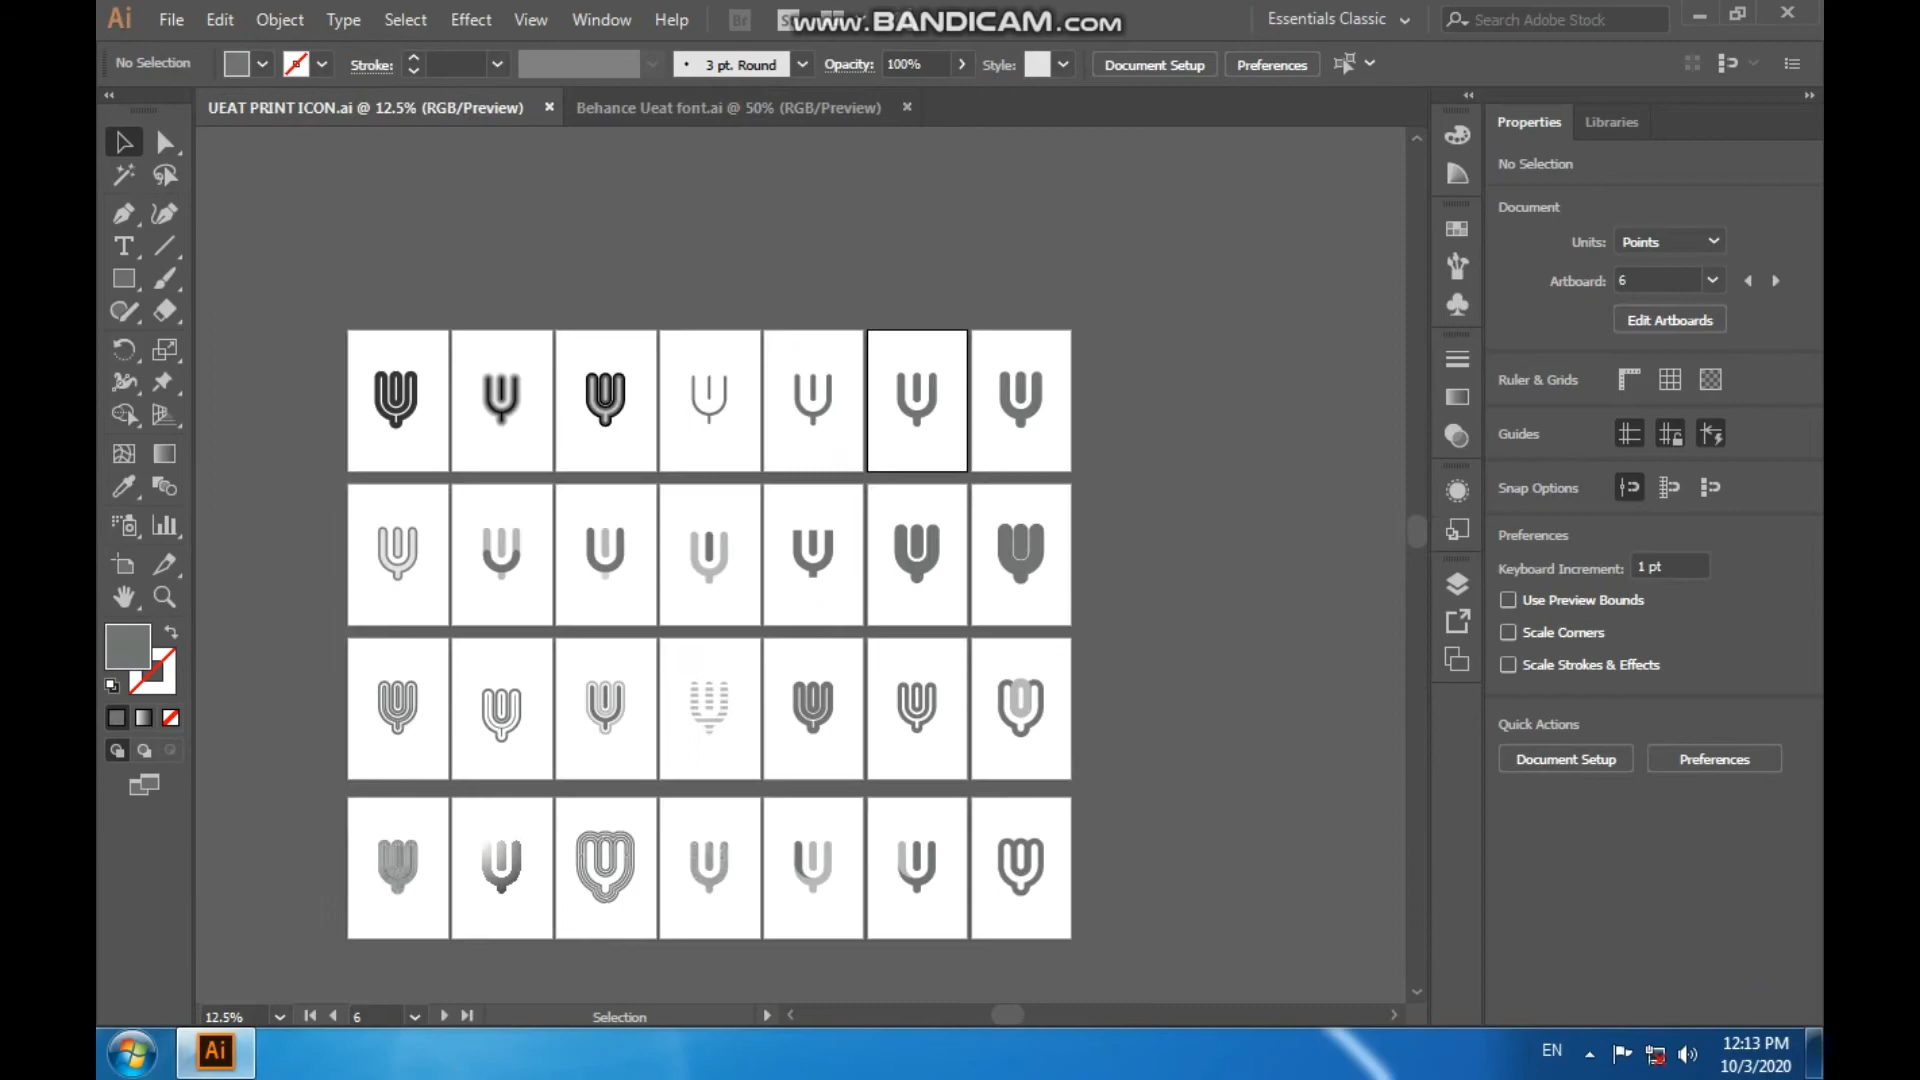 Ai File Edit Object Type Select Effect View Window Help Br www.BANDICAM.com Essentials Classic Search Adobe Stock
No Selection Stroke: 3 pt. Round Opacity: 100% Style: Document Setup Preferences
UEAT PRINT ICON.ai @ 12.5% (RGB/Preview) × Behance Ueat font.ai @ 50% (RGB/Preview) ×
Properties Libraries
No Selection
Document
Units: Points
Artboard: 6
Edit Artboards
Ruler & Grids
Guides
Snap Options
Preferences
Keyboard Increment: 1 pt
Use Preview Bounds
Scale Corners
Scale Strokes & Effects
Quick Actions
Document Setup Preferences
12.5% 6 Selection
Ai EN 12:13 PM
10/3/2020